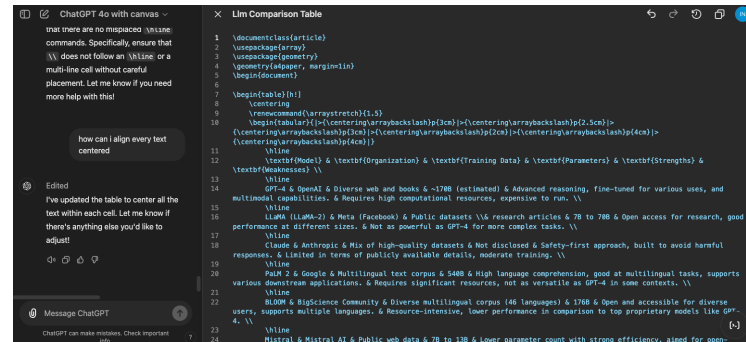 ChatGPT 4o with canvas
that there are no misplaced \hline
commands. Specifically, ensure that
\\ does not follow an \hline or a
multi-line cell without careful
placement. Let me know if you need
more help with this!
how can i align every text
centered
Edited
I've updated the table to center all the
text within each cell. Let me know if
there's anything else you'd like to
adjust!
Message ChatGPT
ChatGPT can make mistakes. Check important
info.
?
Llm Comparison Table
IN
1 \documentclass{article}
2 \usepackage{array}
3 \usepackage{geometry}
4 \geometry{a4paper, margin=1in}
5 \begin{document}
6
7 \begin{table}[h!]
8 \centering
9 \renewcommand{\arraystretch}{1.5}
10 \begin{tabular}{|>{\centering\arraybackslash}p{3cm}|>{\centering\arraybackslash}p{2.5cm}|>
{\centering\arraybackslash}p{3cm}|>{\centering\arraybackslash}p{2cm}|>{\centering\arraybackslash}p{4cm}|>
{\centering\arraybackslash}p{4cm}|}
11 \hline
12 \textbf{Model} & \textbf{Organization} & \textbf{Training Data} & \textbf{Parameters} & \textbf{Strengths} &
\textbf{Weaknesses} \\
13 \hline
14 GPT-4 & OpenAI & Diverse web and books & ~170B (estimated) & Advanced reasoning, fine-tuned for various uses, and
multimodal capabilities. & Requires high computational resources, expensive to run. \\
15 \hline
16 LLaMA (LLaMA-2) & Meta (Facebook) & Public datasets \\& research articles & 7B to 70B & Open access for research, good
performance at different sizes. & Not as powerful as GPT-4 for more complex tasks. \\
17 \hline
18 Claude & Anthropic & Mix of high-quality datasets & Not disclosed & Safety-first approach, built to avoid harmful
responses. & Limited in terms of publicly available details, moderate training. \\
19 \hline
20 PaLM 2 & Google & Multilingual text corpus & 540B & High language comprehension, good at multilingual tasks, supports
various downstream applications. & Requires significant resources, not as versatile as GPT-4 in some contexts. \\
21 \hline
22 BLOOM & BigScience Community & Diverse multilingual corpus (46 languages) & 176B & Open and accessible for diverse
users, supports multiple languages. & Resource-intensive, lower performance in comparison to top proprietary models like GPT-
4. \\
23 \hline
24 Mistral & Mistral AI & Public web data & 7B to 13B & Lower parameter count with strong efficiency, aimed for open-